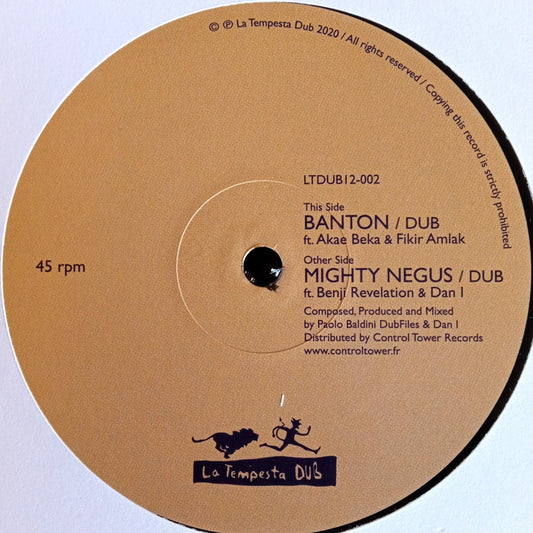 © ℗ La Tempesta Dub 2020 / All rights reserved / Copying this record is strictly prohibited
LTDUB12-002
This Side
BANTON / DUB
ft. Akae Beka & Fikir Amlak
45 rpm
Other Side
MIGHTY NEGUS / DUB
ft. Benji Revelation & Dan I
Composed, Produced and Mixed
by Paolo Baldini DubFiles & Dan I
Distributed by Control Tower Records
www.controltower.fr
La Tempesta DUB